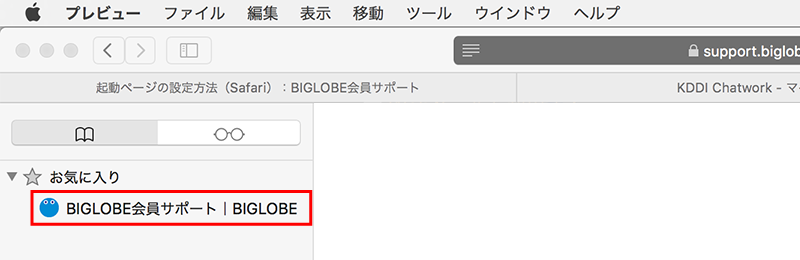 プレビュー ファイル 編集 表示 移動 ツール ウインドウ ヘルプ
support.biglob
起動ページの設定方法（Safari）：BIGLOBE会員サポート KDDI Chatwork - マ
お気に入り
BIGLOBE会員サポート｜BIGLOBE